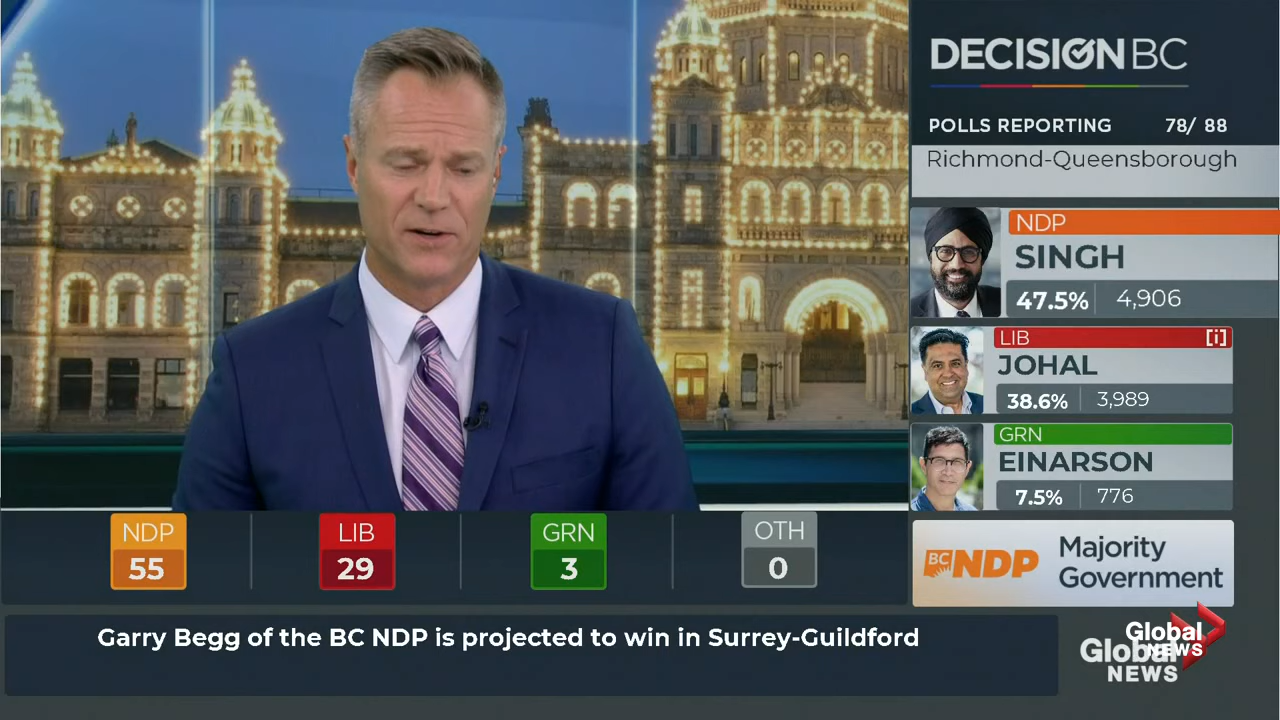 DECISION BC
POLLS REPORTING 78/ 88
Richmond-Queensborough
NDP
SINGH
47.5% 4,906
LIB [i]
JOHAL
38.6% 3,989
GRN
EINARSON
7.5% 776
BC NDP Majority
Government
NDP LIB GRN OTH
55 29 3 0
Garry Begg of the BC NDP is projected to win in Surrey-Guildford
Global
NEWS
Global
NEWS